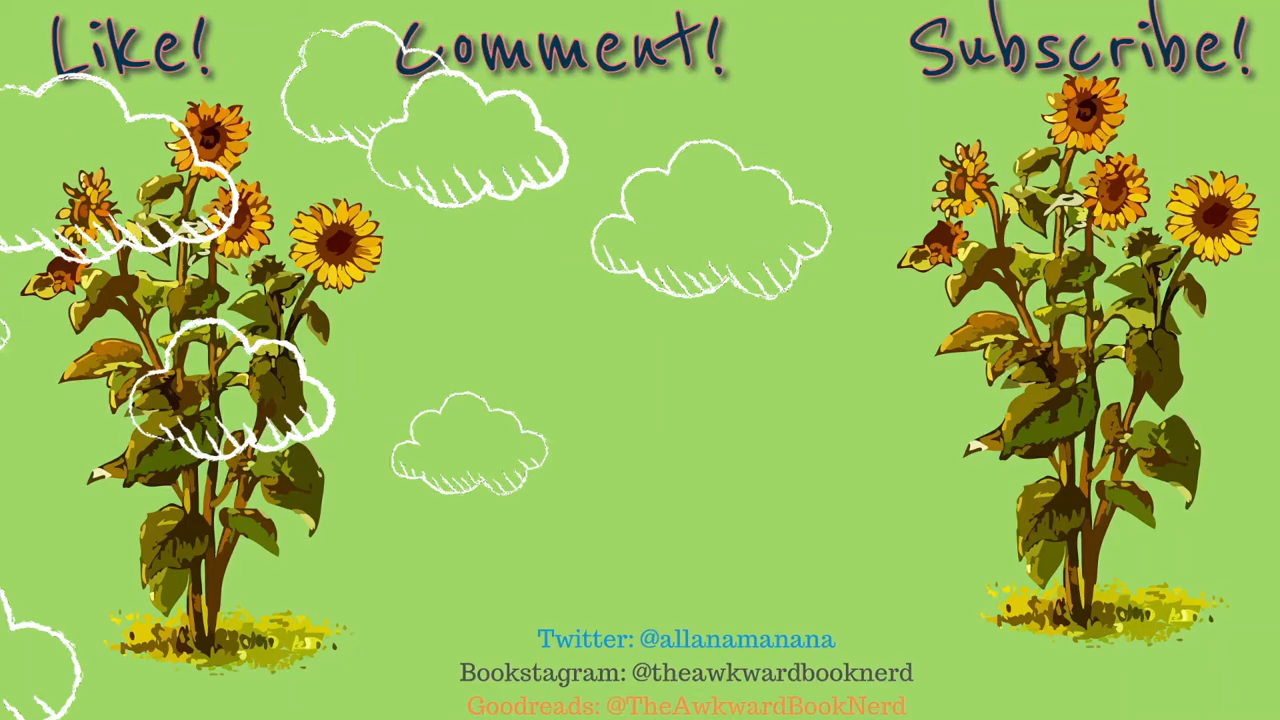 Like! Comment! Subscribe!
Twitter: @allanamanana
Bookstagram: @theawkwardbooknerd
Goodreads: @TheAwkwardBookNerd